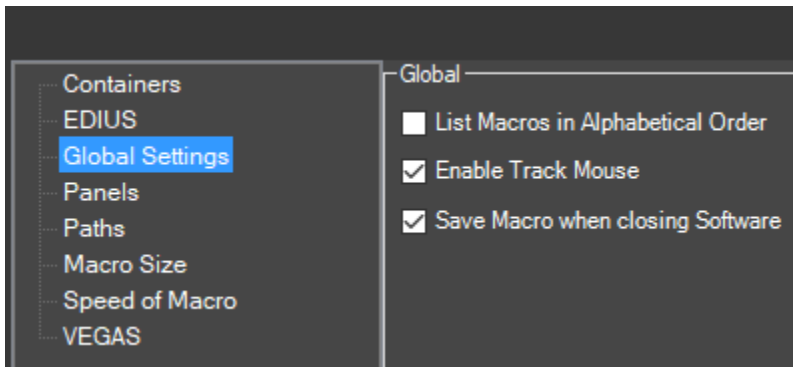 Containers
EDIUS
Global Settings
Panels
Paths
Macro Size
Speed of Macro
VEGAS
Global
List Macros in Alphabetical Order
Enable Track Mouse
Save Macro when closing Software